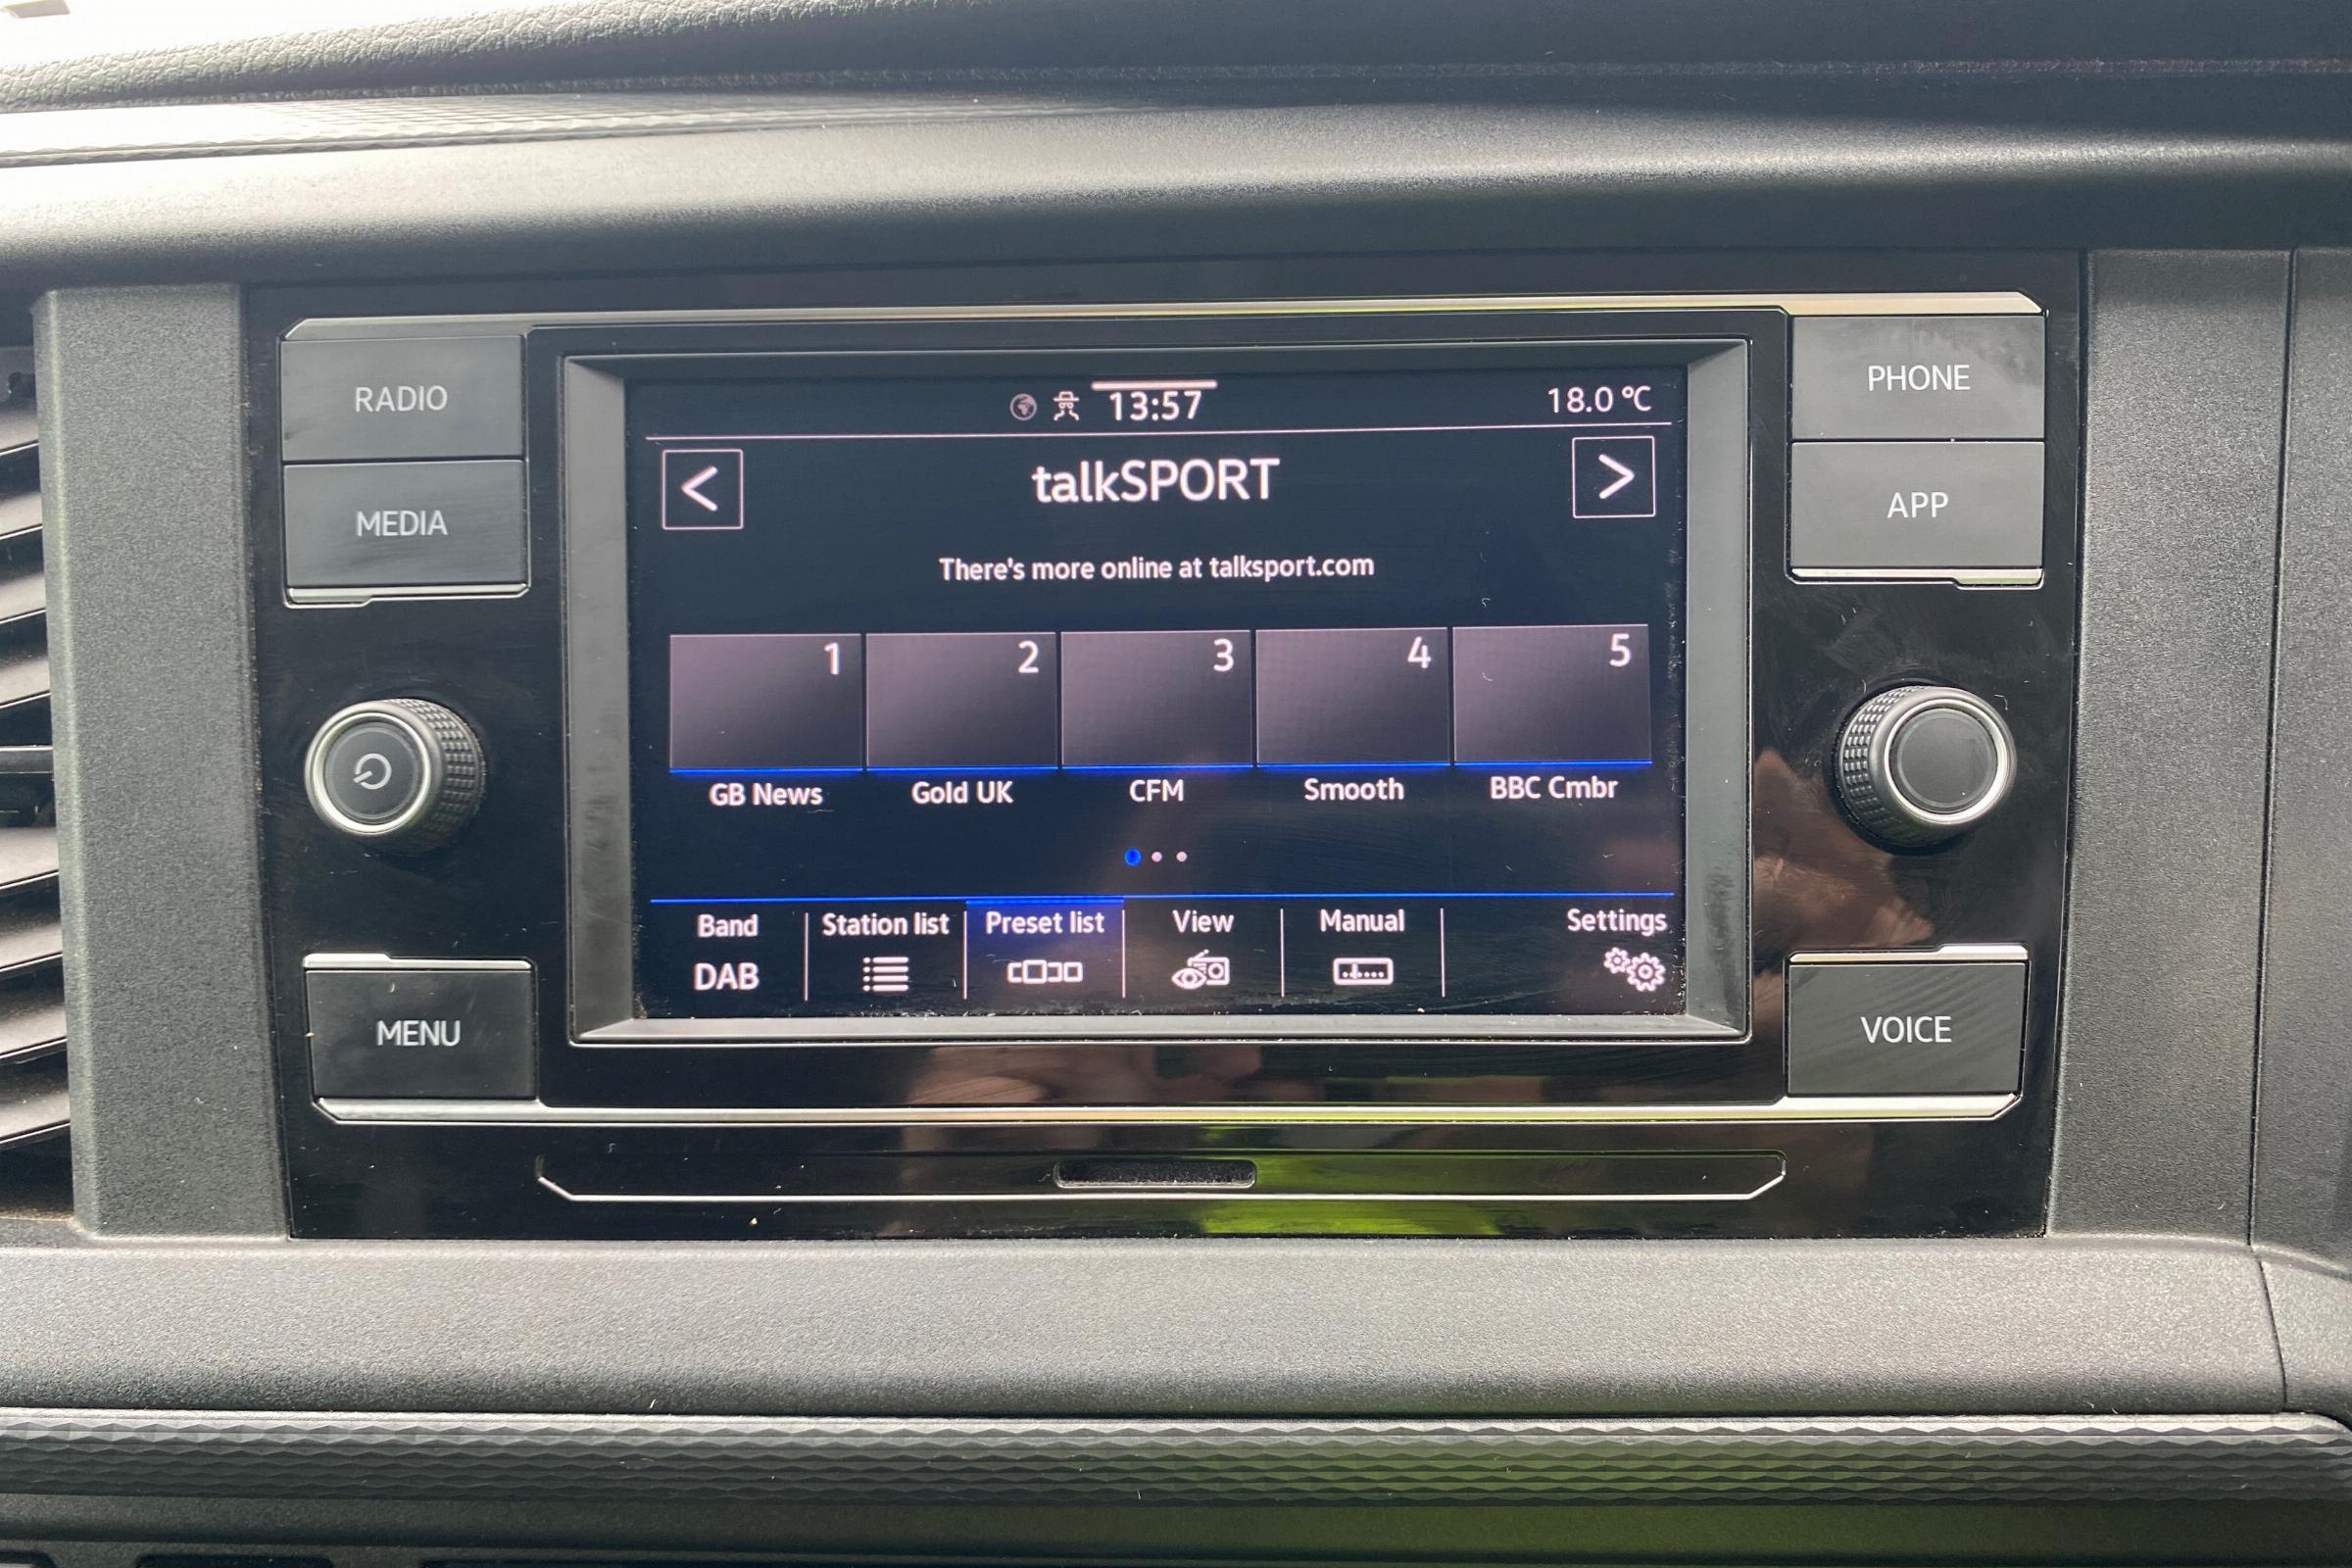 RADIO
MEDIA
MENU
13:57
18.0 °C
<
talkSPORT
>
There's more online at talksport.com
1 2 3 4 5
GB News Gold UK CFM Smooth BBC Cmbr
Band Station list Preset list View Manual Settings
DAB
PHONE
APP
VOICE